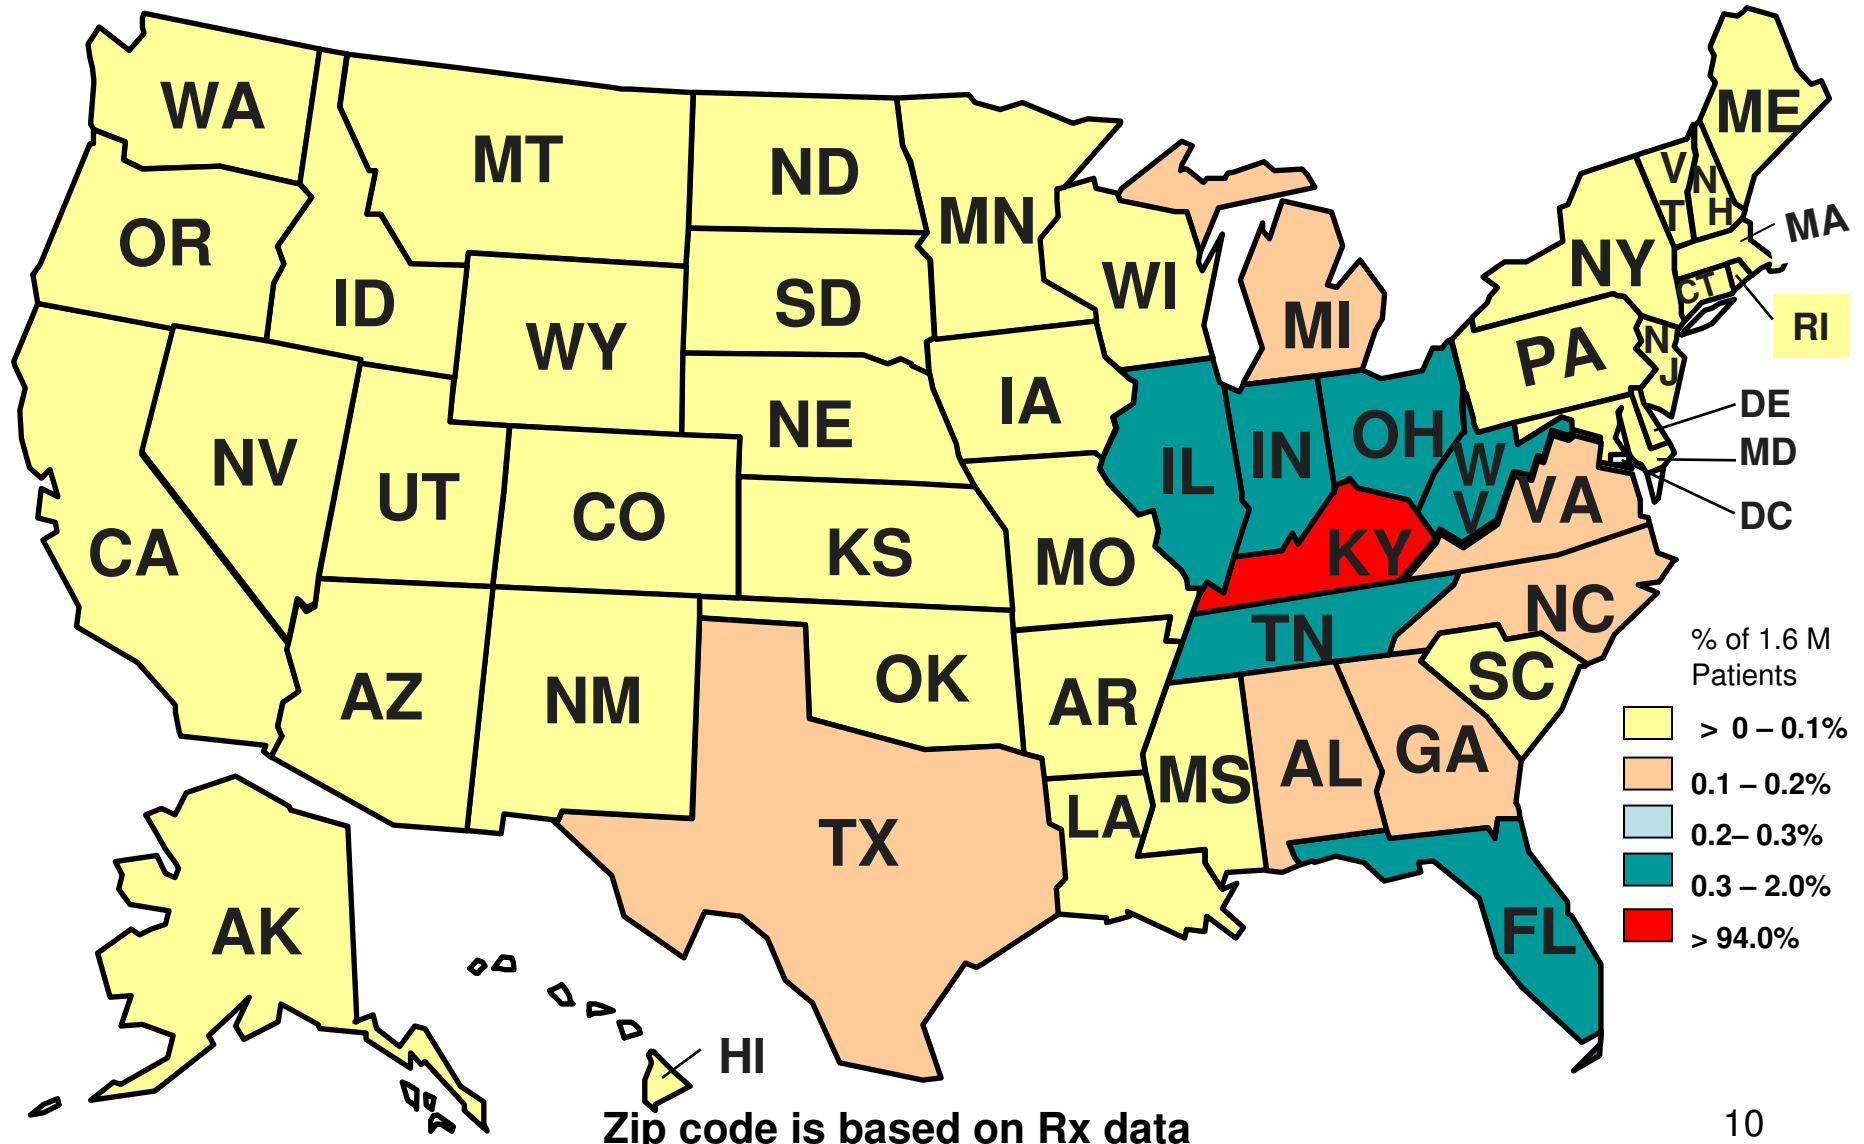 WA
MT
ND
MN
ME
V
T
N
H
MA
OR
ID
SD
WI
NY
CT
RI
WY
MI
PA
N
J
NE
IA
DE
NV
UT
CO
IL
IN
OH
W
V
MD
DC
CA
KS
MO
KY
VA
NC
TN
AZ
NM
OK
AR
SC
MS
AL
GA
LA
TX
AK
FL
HI
% of 1.6 M
Patients
> 0 – 0.1%
0.1 – 0.2%
0.2– 0.3%
0.3 – 2.0%
> 94.0%
Zip code is based on Rx data
10